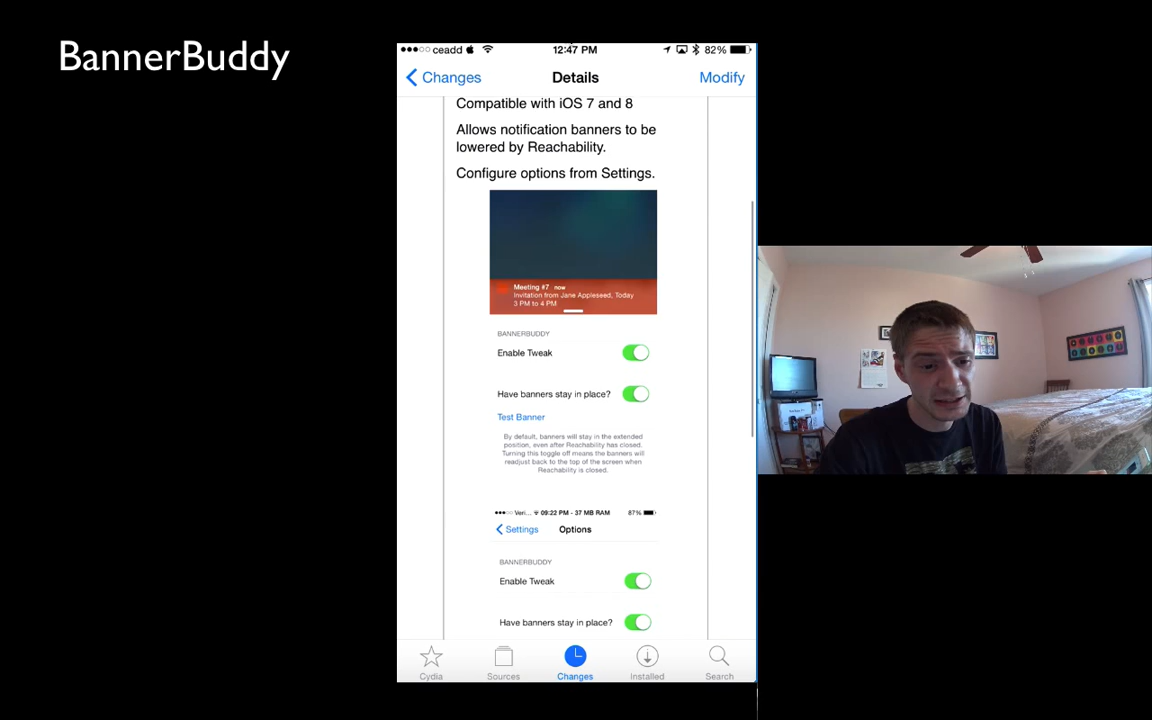 BannerBuddy
ceadd 12:47 PM 82%
Changes Details Modify
Compatible with iOS 7 and 8
Allows notification banners to be
lowered by Reachability.
Configure options from Settings.
Meeting #7 now
Invitation from Jane Appleseed, Today
3 PM to 4 PM
BANNERBUDDY
Enable Tweak
Have banners stay in place?
Test Banner
By default, banners will stay in the extended
position, even after Reachability has closed.
Turning this toggle off means the banners will
readjust back to the top of the screen when
Reachability is closed.
Veri... 09:22 PM - 37 MB RAM 87%
Settings Options
BANNERBUDDY
Enable Tweak
Have banners stay in place?
Cydia Sources Changes Installed Search